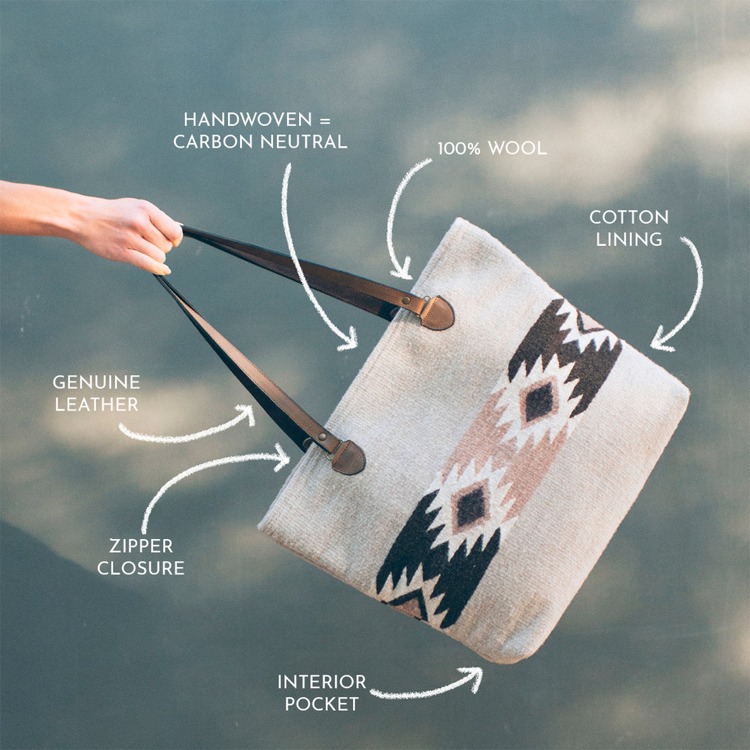 HANDWOVEN =
CARBON NEUTRAL
100% WOOL
COTTON
LINING
GENUINE
LEATHER
ZIPPER
CLOSURE
INTERIOR
POCKET